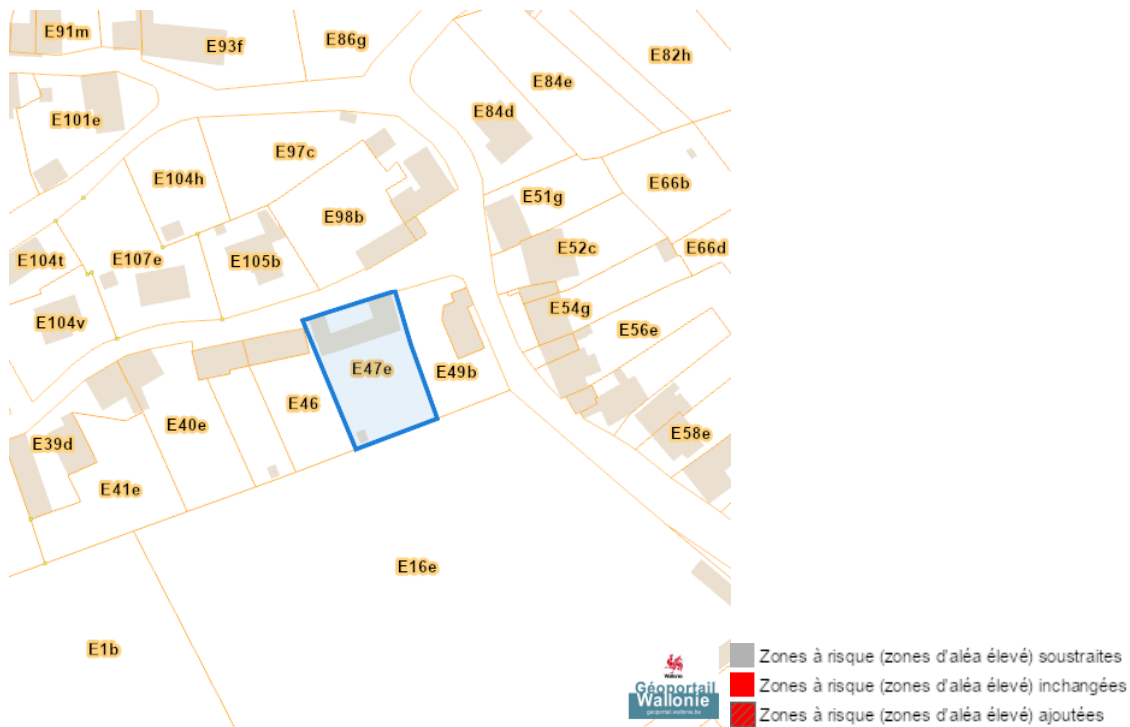 E91m
E93f
E86g
E82h
E84e
E101e
E84d
E97c
E104h
E66b
E51g
E98b
E52c
E66d
E104t
E107e
E105b
E54g
E104v
E56e
E47e
E49b
E46
E40e
E58e
E39d
E41e
E16e
E1b
Wallonie
Géoportail
Wallonie
geoportail.wallonie.be
Zones à risque (zones d'aléa élevé) soustraites
Zones à risque (zones d'aléa élevé) inchangées
Zones à risque (zones d'aléa élevé) ajoutées